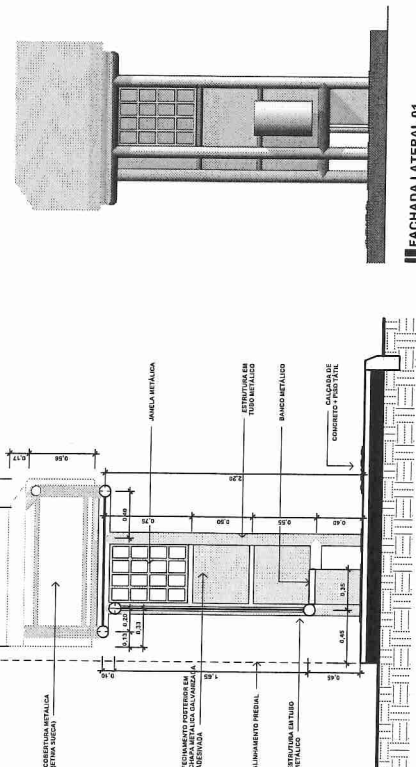 FACHADA LATERAL 01
JANELA METÁLICA
ESTRUTURA EM
TUBO METÁLICO
BANCO METÁLICO
CALÇADA DE
CONCRETO + PISO TÁTIL
0,17
0,56
2,20
0,40
0,75
0,50
0,55
0,40
0,20
0,13
0,33
0,10
1,65
0,45
0,45
0,35
COBERTURA METÁLICA
(ETNIA SUECA)
FECHAMENTO POSTERIOR EM
CHAPA METÁLICA GALVANIZADA
ADESIVADA
ALINHAMENTO PREDIAL
ESTRUTURA EM TUBO
METÁLICO